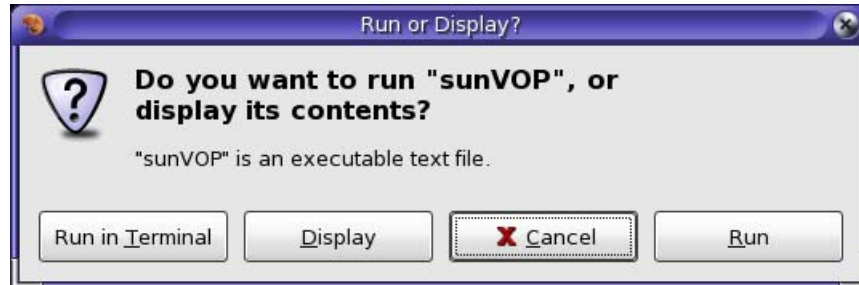 Run or Display?
Do you want to run "sunVOP", or
display its contents?
"sunVOP" is an executable text file.
Run in Terminal
Display
Cancel
Run